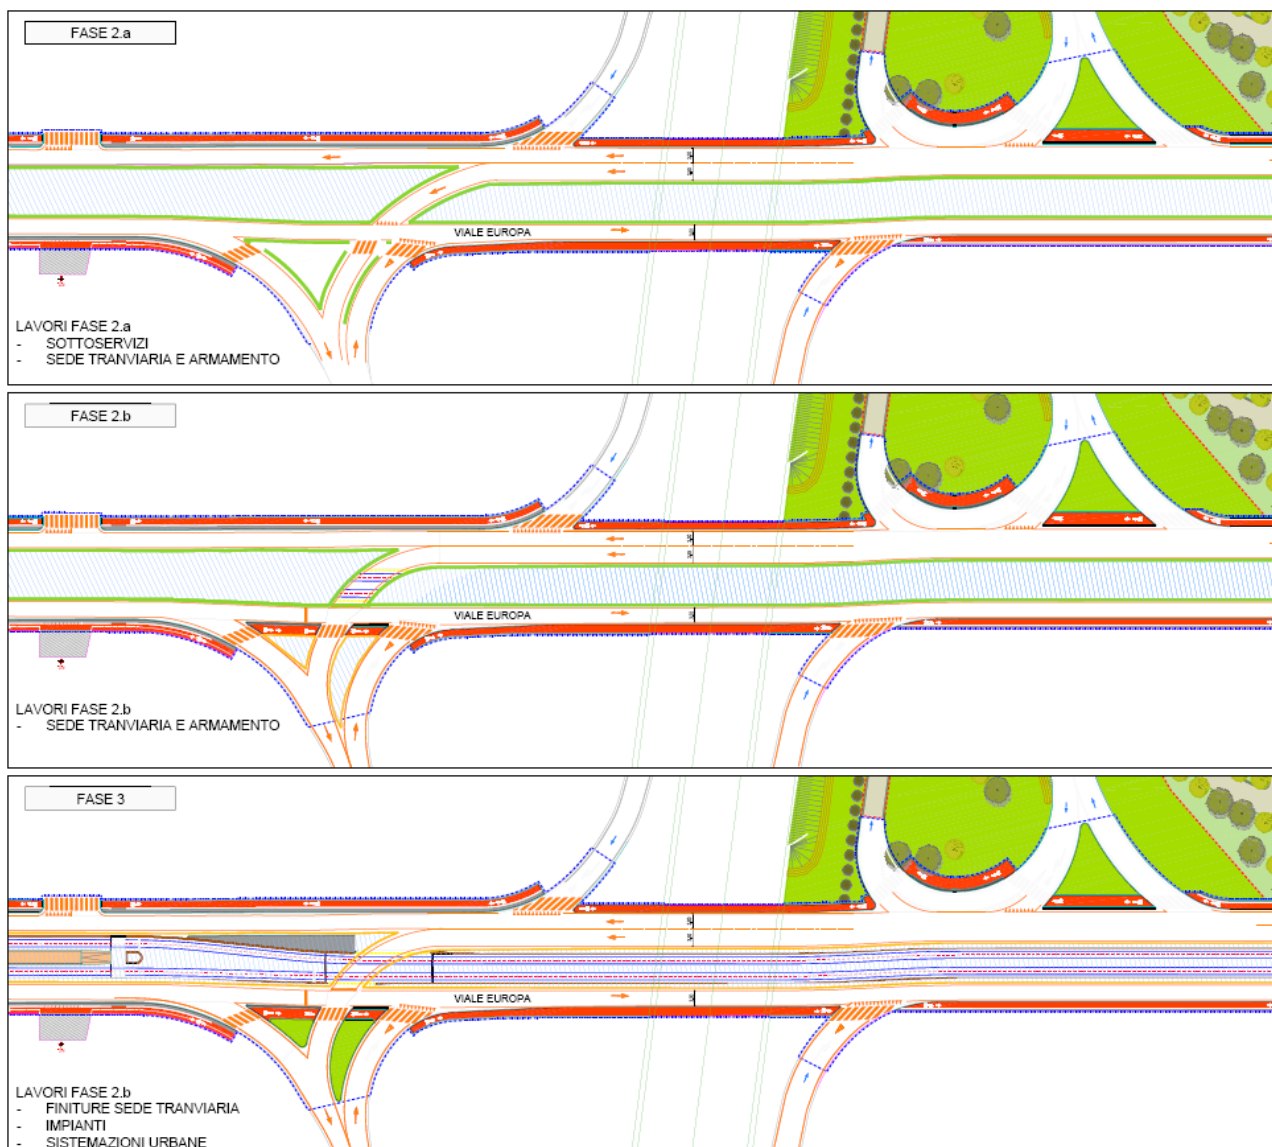 FASE 2.a
VIALE EUROPA
LAVORI FASE 2.a
- SOTTOSERVIZI
- SEDE TRANVIARIA E ARMAMENTO
FASE 2.b
VIALE EUROPA
LAVORI FASE 2.b
- SEDE TRANVIARIA E ARMAMENTO
FASE 3
VIALE EUROPA
LAVORI FASE 2.b
- FINITURE SEDE TRANVIARIA
- IMPIANTI
- SISTEMAZIONI URBANE